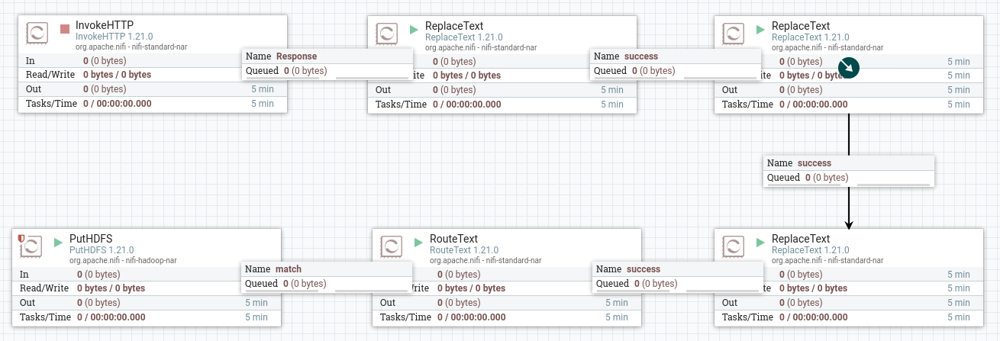 InvokeHTTP
InvokeHTTP 1.21.0
org.apache.nifi - nifi-standard-nar
In 0 (0 bytes)
Read/Write 0 bytes / 0 bytes
Out 0 (0 bytes) 5 min
Tasks/Time 0 / 00:00:00.000 5 min
Name Response
Queued 0 (0 bytes)
ReplaceText
ReplaceText 1.21.0
org.apache.nifi - nifi-standard-nar
0 (0 bytes)
ite 0 bytes / 0 bytes
Out 0 (0 bytes) 5 min
Tasks/Time 0 / 00:00:00.000 5 min
Name success
Queued 0 (0 bytes)
ReplaceText
ReplaceText 1.21.0
org.apache.nifi - nifi-standard-nar
0 (0 bytes) 5 min
ite 0 bytes / 0 byte 5 min
Out 0 (0 bytes) 5 min
Tasks/Time 0 / 00:00:00.000 5 min
Name success
Queued 0 (0 bytes)
PutHDFS
PutHDFS 1.21.0
org.apache.nifi - nifi-hadoop-nar
In 0 (0 bytes)
Read/Write 0 bytes / 0 bytes
Out 0 (0 bytes) 5 min
Tasks/Time 0 / 00:00:00.000 5 min
Name match
Queued 0 (0 bytes)
RouteText
RouteText 1.21.0
org.apache.nifi - nifi-standard-nar
0 (0 bytes)
rite 0 bytes / 0 bytes
Out 0 (0 bytes) 5 min
Tasks/Time 0 / 00:00:00.000 5 min
Name success
Queued 0 (0 bytes)
ReplaceText
ReplaceText 1.21.0
org.apache.nifi - nifi-standard-nar
0 (0 bytes) 5 min
te 0 bytes / 0 bytes 5 min
Out 0 (0 bytes) 5 min
Tasks/Time 0 / 00:00:00.000 5 min